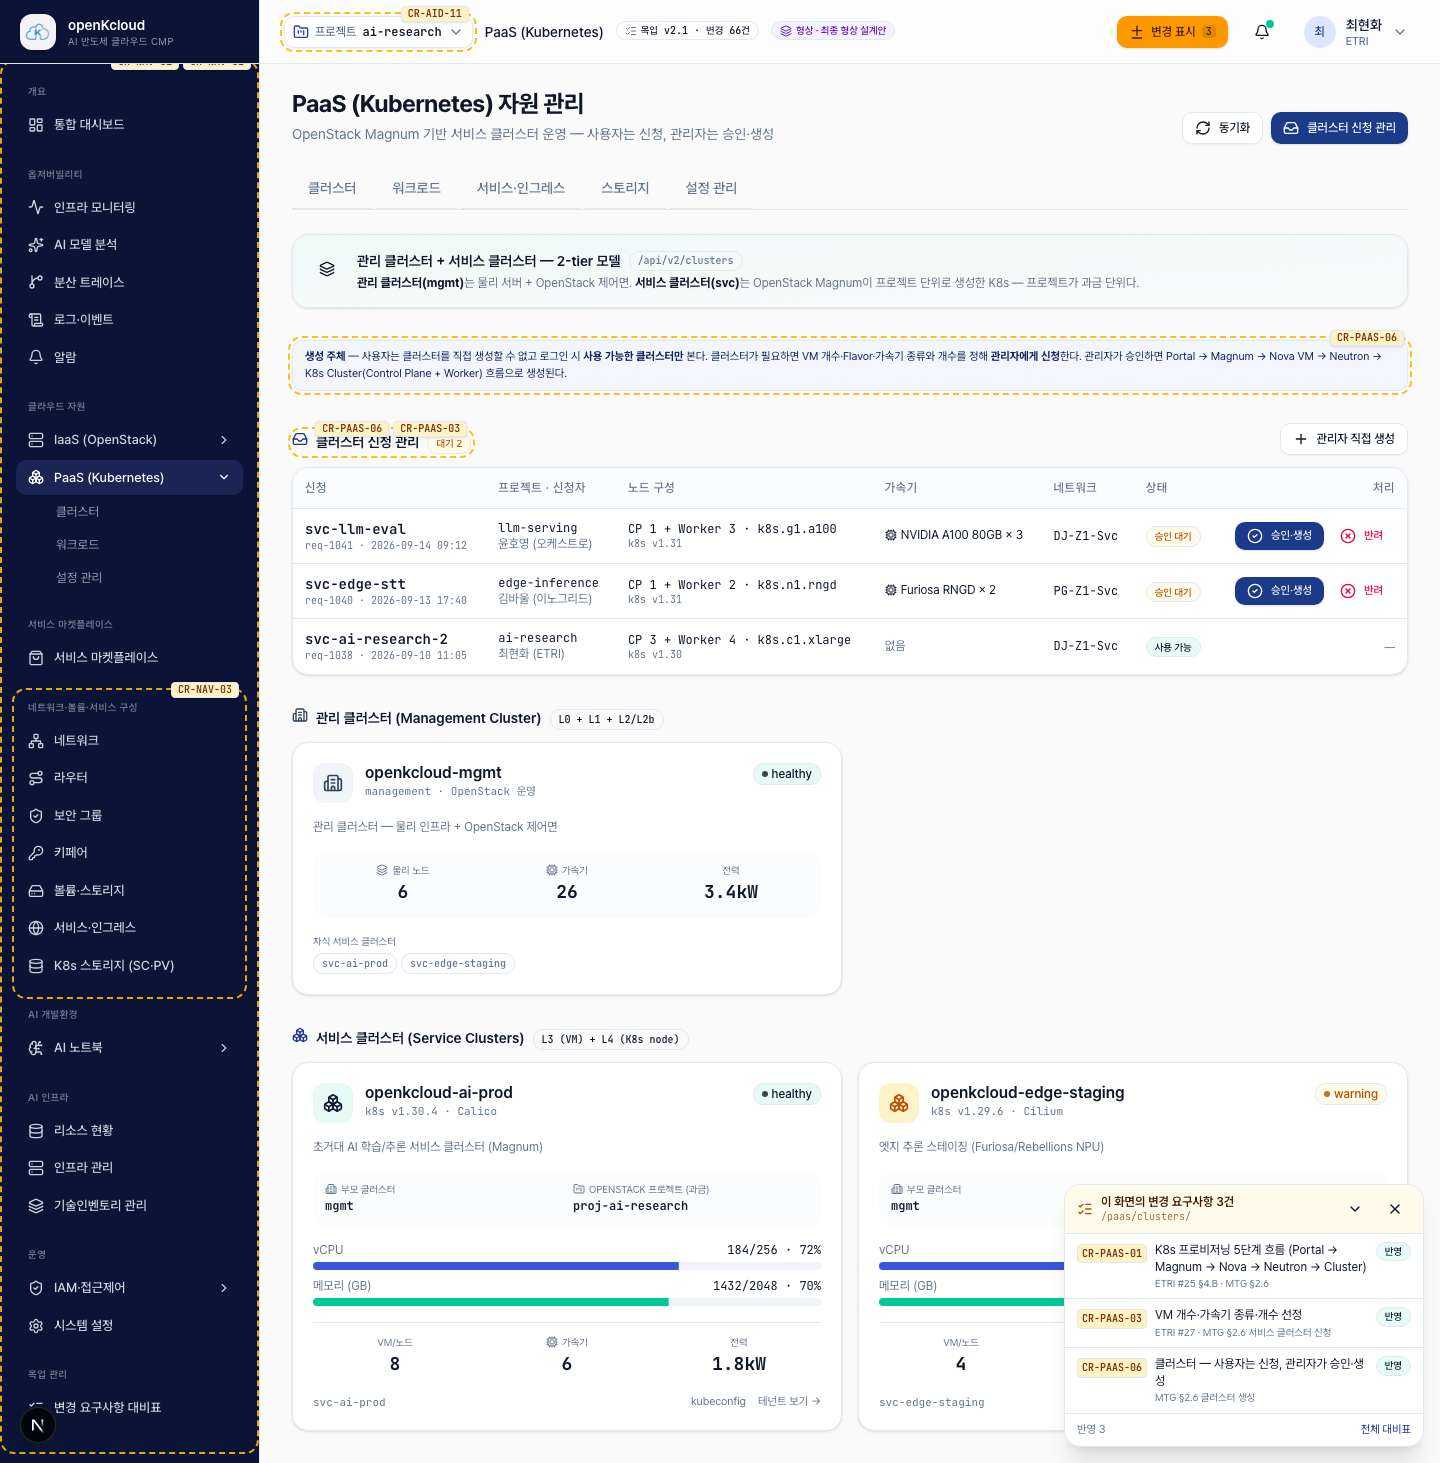 openKcloud
AI 반도체 클라우드 CMP
CR-AID-11
프로젝트 ai-research
PaaS (Kubernetes)
목업 v2.1 · 변경 66건
형상 · 최종 형상 설계안
변경 표시 3
최
최현화
ETRI
개요
통합 대시보드
옵저버빌리티
인프라 모니터링
AI 모델 분석
분산 트레이스
로그·이벤트
알람
클라우드 자원
IaaS (OpenStack)
PaaS (Kubernetes)
클러스터
워크로드
설정 관리
서비스 마켓플레이스
서비스 마켓플레이스
CR-NAV-03
네트워크·볼륨·서비스 구성
네트워크
라우터
보안 그룹
키페어
볼륨·스토리지
서비스·인그레스
K8s 스토리지 (SC·PV)
AI 개발환경
AI 노트북
AI 인프라
리소스 현황
인프라 관리
기술인벤토리 관리
운영
IAM·접근제어
시스템 설정
목업 관리
변경 요구사항 대비표
N
PaaS (Kubernetes) 자원 관리
OpenStack Magnum 기반 서비스 클러스터 운영 — 사용자는 신청, 관리자는 승인·생성
동기화
클러스터 신청 관리
클러스터
워크로드
서비스·인그레스
스토리지
설정 관리
관리 클러스터 + 서비스 클러스터 — 2-tier 모델 /api/v2/clusters
관리 클러스터(mgmt)는 물리 서버 + OpenStack 제어면. 서비스 클러스터(svc)는 OpenStack Magnum이 프로젝트 단위로 생성한 K8s — 프로젝트가 과금 단위다.
CR-PAAS-06
생성 주체 — 사용자는 클러스터를 직접 생성할 수 없고 로그인 시 사용 가능한 클러스터만 본다. 클러스터가 필요하면 VM 개수·Flavor·가속기 종류와 개수를 정해 관리자에게 신청한다. 관리자가 승인하면 Portal → Magnum → Nova VM → Neutron →
K8s Cluster(Control Plane + Worker) 흐름으로 생성된다.
CR-PAAS-06 CR-PAAS-03
클러스터 신청 관리 대기 2
관리자 직접 생성
신청 프로젝트 · 신청자 노드 구성 가속기 네트워크 상태 처리
svc-llm-eval llm-serving CP 1 + Worker 3 · k8s.g1.a100 NVIDIA A100 80GB × 3 DJ-Z1-Svc 승인 대기 승인·생성 반려
req-1041 · 2026-09-14 09:12 윤호영 (오케스트로) k8s v1.31
svc-edge-stt edge-inference CP 1 + Worker 2 · k8s.n1.rngd Furiosa RNGD × 2 PG-Z1-Svc 승인 대기 승인·생성 반려
req-1040 · 2026-09-13 17:40 김바울 (이노그리드) k8s v1.31
svc-ai-research-2 ai-research CP 3 + Worker 4 · k8s.c1.xlarge 없음 DJ-Z1-Svc 사용 가능 —
req-1038 · 2026-09-10 11:05 최현화 (ETRI) k8s v1.30
관리 클러스터 (Management Cluster) L0 + L1 + L2/L2b
openkcloud-mgmt healthy
management · OpenStack 운영
관리 클러스터 — 물리 인프라 + OpenStack 제어면
물리 노드 가속기 전력
6 26 3.4kW
자식 서비스 클러스터
svc-ai-prod svc-edge-staging
서비스 클러스터 (Service Clusters) L3 (VM) + L4 (K8s node)
openkcloud-ai-prod healthy
k8s v1.30.4 · Calico
초거대 AI 학습/추론 서비스 클러스터 (Magnum)
부모 클러스터 OPENSTACK 프로젝트 (과금)
mgmt proj-ai-research
vCPU 184/256 · 72%
메모리 (GB) 1432/2048 · 70%
VM/노드 가속기 전력
8 6 1.8kW
svc-ai-prod kubeconfig 테넌트 보기 →
openkcloud-edge-staging warning
k8s v1.29.6 · Cilium
엣지 추론 스테이징 (Furiosa/Rebellions NPU)
부모 클러스터
mgmt
vCPU
메모리 (GB)
VM/노드
4
svc-edge-staging
이 화면의 변경 요구사항 3건
/paas/clusters/
CR-PAAS-01 K8s 프로비저닝 5단계 흐름 (Portal → 반영
Magnum → Nova → Neutron → Cluster)
ETRI #25 §4.B · MTG §2.6
CR-PAAS-03 VM 개수·가속기 종류·개수 선정 반영
ETRI #27 · MTG §2.6 서비스 클러스터 신청
CR-PAAS-06 클러스터 — 사용자는 신청, 관리자가 승인·생 반영
성
MTG §2.6 클러스터 생성
반영 3 전체 대비표